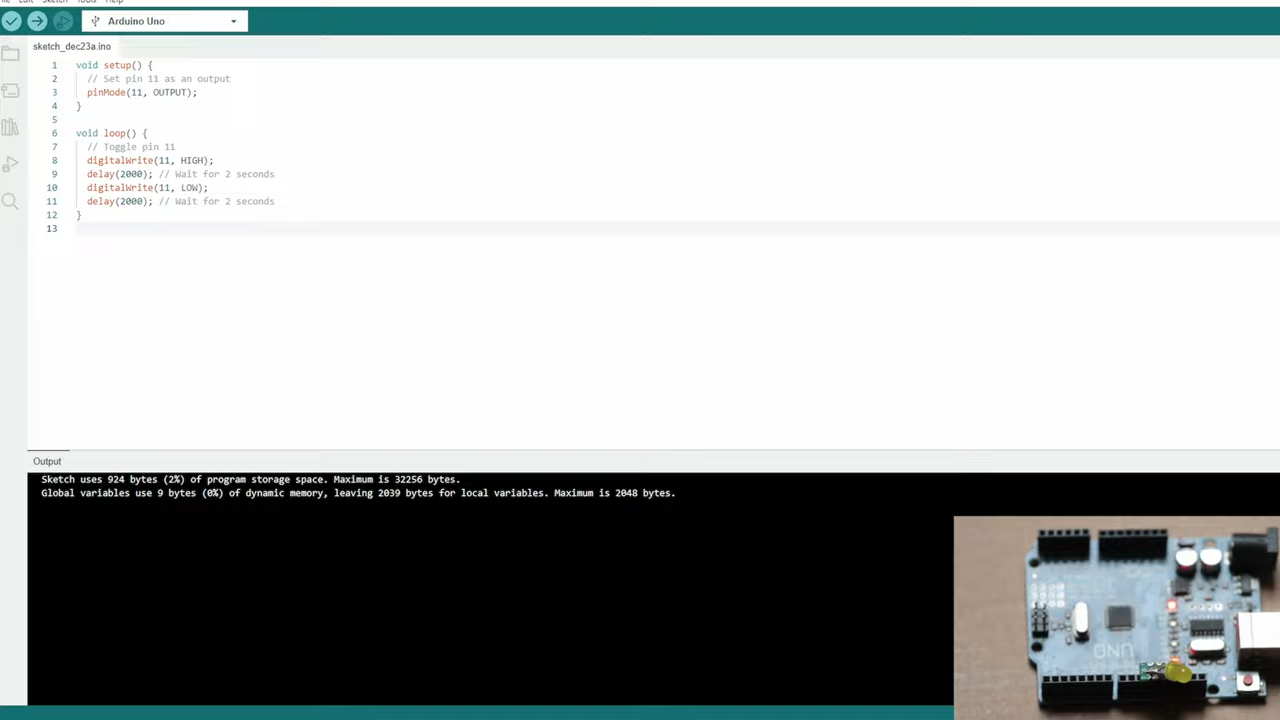 Arduino Uno
sketch_dec23a.ino
1 void setup() {
2 // Set pin 11 as an output
3 pinMode(11, OUTPUT);
4 }
5
6 void loop() {
7 // Toggle pin 11
8 digitalWrite(11, HIGH);
9 delay(2000); // Wait for 2 seconds
10 digitalWrite(11, LOW);
11 delay(2000); // Wait for 2 seconds
12 }
13
Output
Sketch uses 924 bytes (2%) of program storage space. Maximum is 32256 bytes.
Global variables use 9 bytes (0%) of dynamic memory, leaving 2039 bytes for local variables. Maximum is 2048 bytes.
UNO